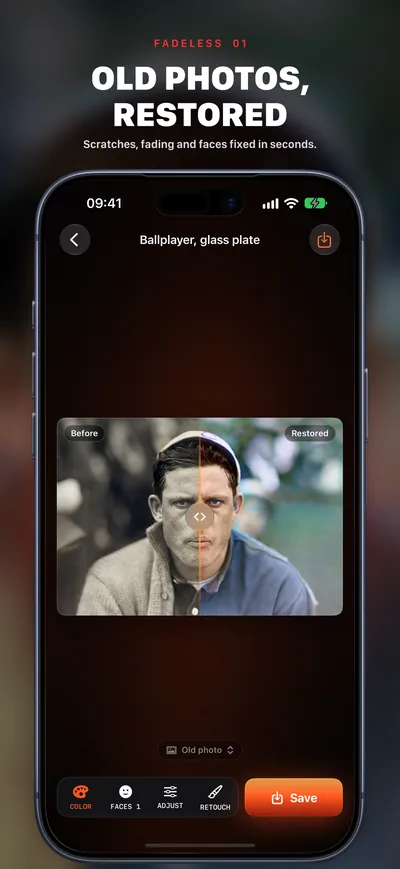 FADELESS 01
OLD PHOTOS,
RESTORED
Scratches, fading and faces fixed in seconds.
09:41
Ballplayer, glass plate
Before
Restored
Old photo
COLOR
FACES 1
ADJUST
RETOUCH
Save